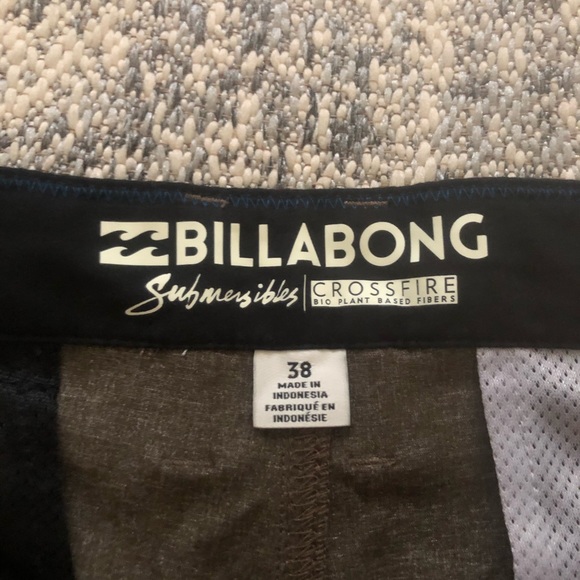 BILLABONG
Submersibles CROSSFIRE
BIO PLANT BASED FIBERS
38
MADE IN
INDONESIA
FABRIQUÉ EN
INDONÉSIE